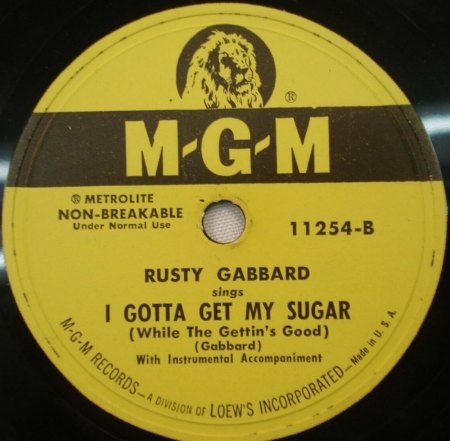 ®
M-G-M
® METROLITE
NON-BREAKABLE
Under Normal Use
11254-B
RUSTY GABBARD
sings
I GOTTA GET MY SUGAR
(While The Gettin's Good)
(Gabbard)
With Instrumental Accompaniment
M-G-M RECORDS—A DIVISION OF LOEW'S INCORPORATED—Made in U.S.A.